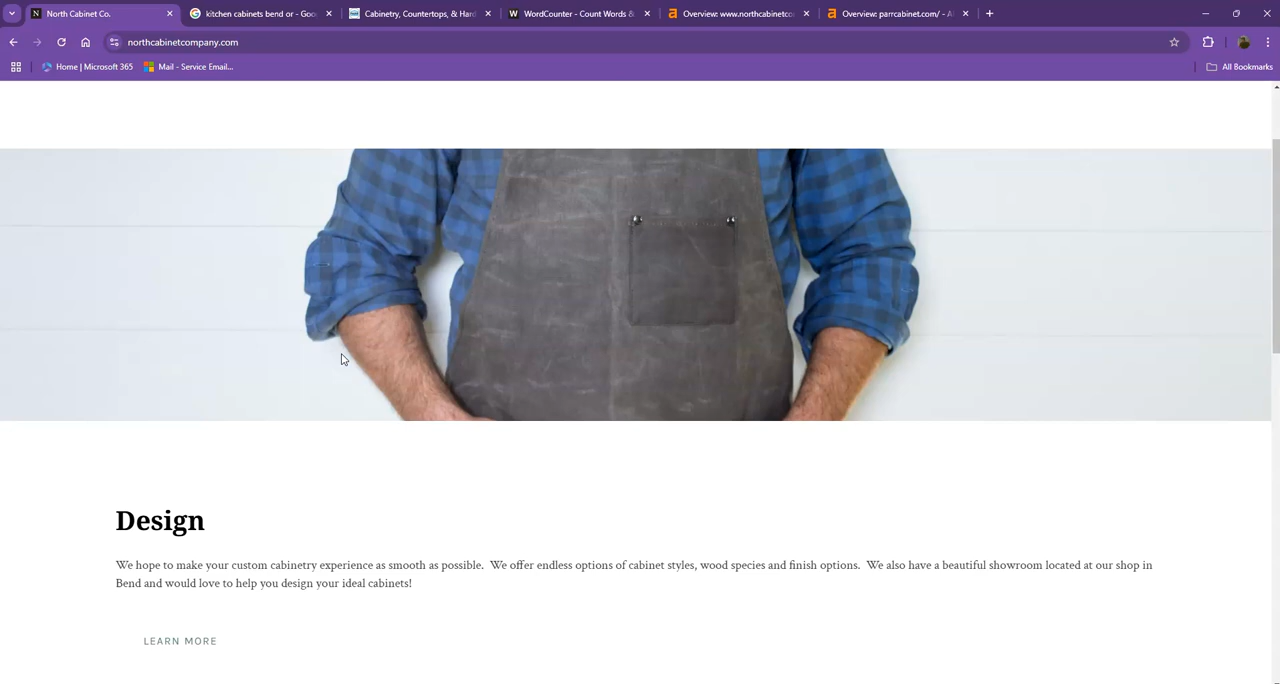 North Cabinet Co.
kitchen cabinets bend or - Goo
Cabinetry, Countertops, & Hard
WordCounter - Count Words &
Overview: www.northcabinetco
Overview: parrcabinet.com/ - A
northcabinetcompany.com
Home | Microsoft 365
Mail - Service Email...
All Bookmarks
Design
We hope to make your custom cabinetry experience as smooth as possible.  We offer endless options of cabinet styles, wood species and finish options.  We also have a beautiful showroom located at our shop in
Bend and would love to help you design your ideal cabinets!
LEARN MORE